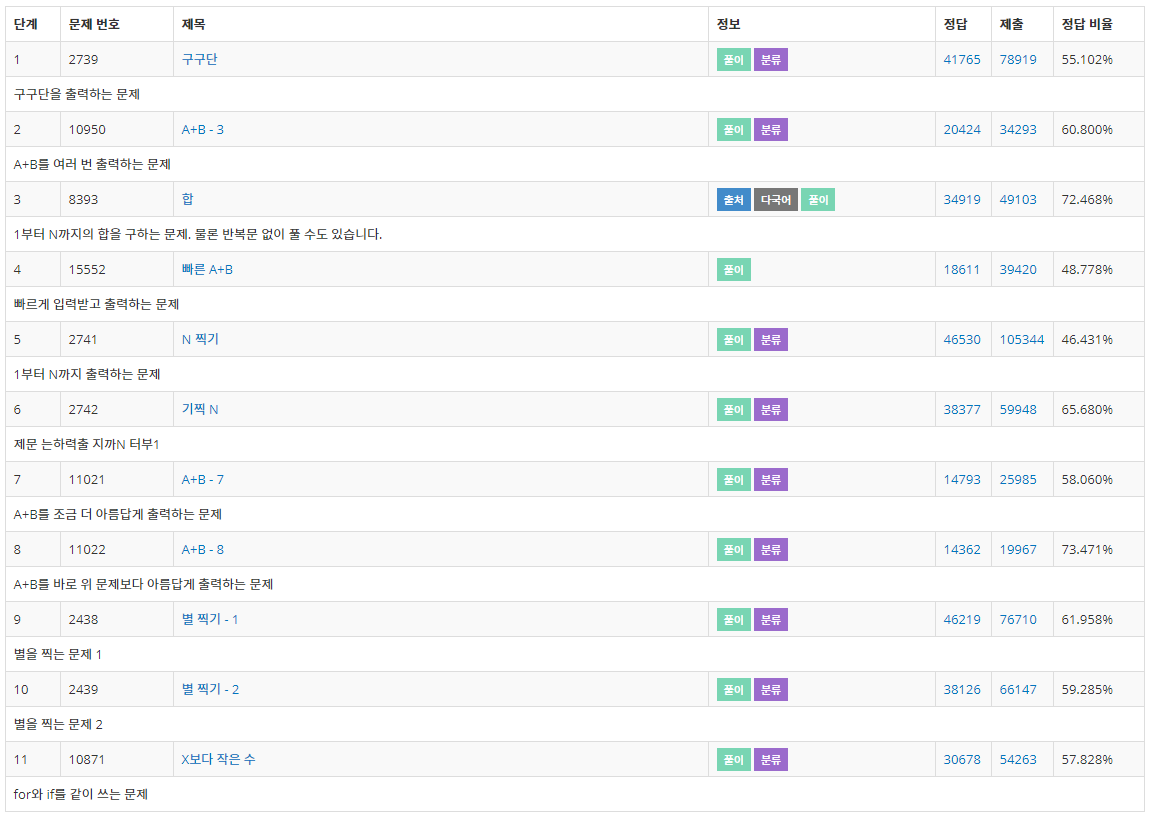 단계 문제 번호 제목 정보 정답 제출 정답 비율
1 2739 구구단 풀이 분류 41765 78919 55.102%
구구단을 출력하는 문제
2 10950 A+B - 3 풀이 분류 20424 34293 60.800%
A+B를 여러 번 출력하는 문제
3 8393 합 출처 다국어 풀이 34919 49103 72.468%
1부터 N까지의 합을 구하는 문제. 물론 반복문 없이 풀 수도 있습니다.
4 15552 빠른 A+B 풀이 18611 39420 48.778%
빠르게 입력받고 출력하는 문제
5 2741 N 찍기 풀이 분류 46530 105344 46.431%
1부터 N까지 출력하는 문제
6 2742 기찍 N 풀이 분류 38377 59948 65.680%
제문 는하력출 지까N 터부1
7 11021 A+B - 7 풀이 분류 14793 25985 58.060%
A+B를 조금 더 아름답게 출력하는 문제
8 11022 A+B - 8 풀이 분류 14362 19967 73.471%
A+B를 바로 위 문제보다 아름답게 출력하는 문제
9 2438 별 찍기 - 1 풀이 분류 46219 76710 61.958%
별을 찍는 문제 1
10 2439 별 찍기 - 2 풀이 분류 38126 66147 59.285%
별을 찍는 문제 2
11 10871 X보다 작은 수 풀이 분류 30678 54263 57.828%
for와 if를 같이 쓰는 문제